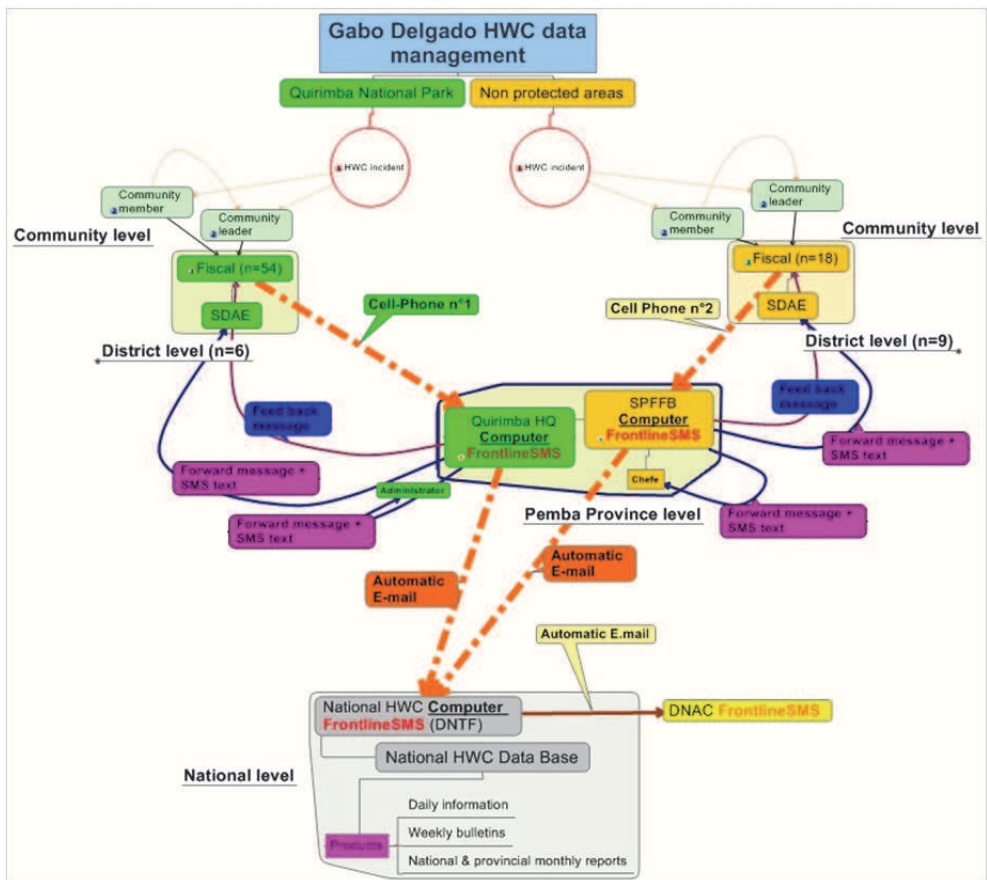 Gabo Delgado HWC data
management
Quirimba National Park
Non protected areas
HWC incident
HWC incident
Community
member
Community
leader
Community
leader
Community
member
Community level
Community level
Fiscal (n=54)
SDAE
Fiscal (n=18)
SDAE
Cell-Phone n°1
Cell Phone n°2
District level (n=6)
District level (n=9)
Feed back
message
Feed back
message
Quirimba HQ
Computer
FrontlineSMS
SPFFB
Computer
FrontlineSMS
Chefe
Administrator
Forward message +
SMS text
Forward message +
SMS text
Forward message +
SMS text
Forward message +
SMS text
Pemba Province level
Automatic
E-mail
Automatic
E-mail
Automatic E.mail
National HWC Computer
FrontlineSMS (DNTF)
DNAC FrontlineSMS
National HWC Data Base
National level
Products
Daily information
Weekly bulletins
National & provincial monthly reports